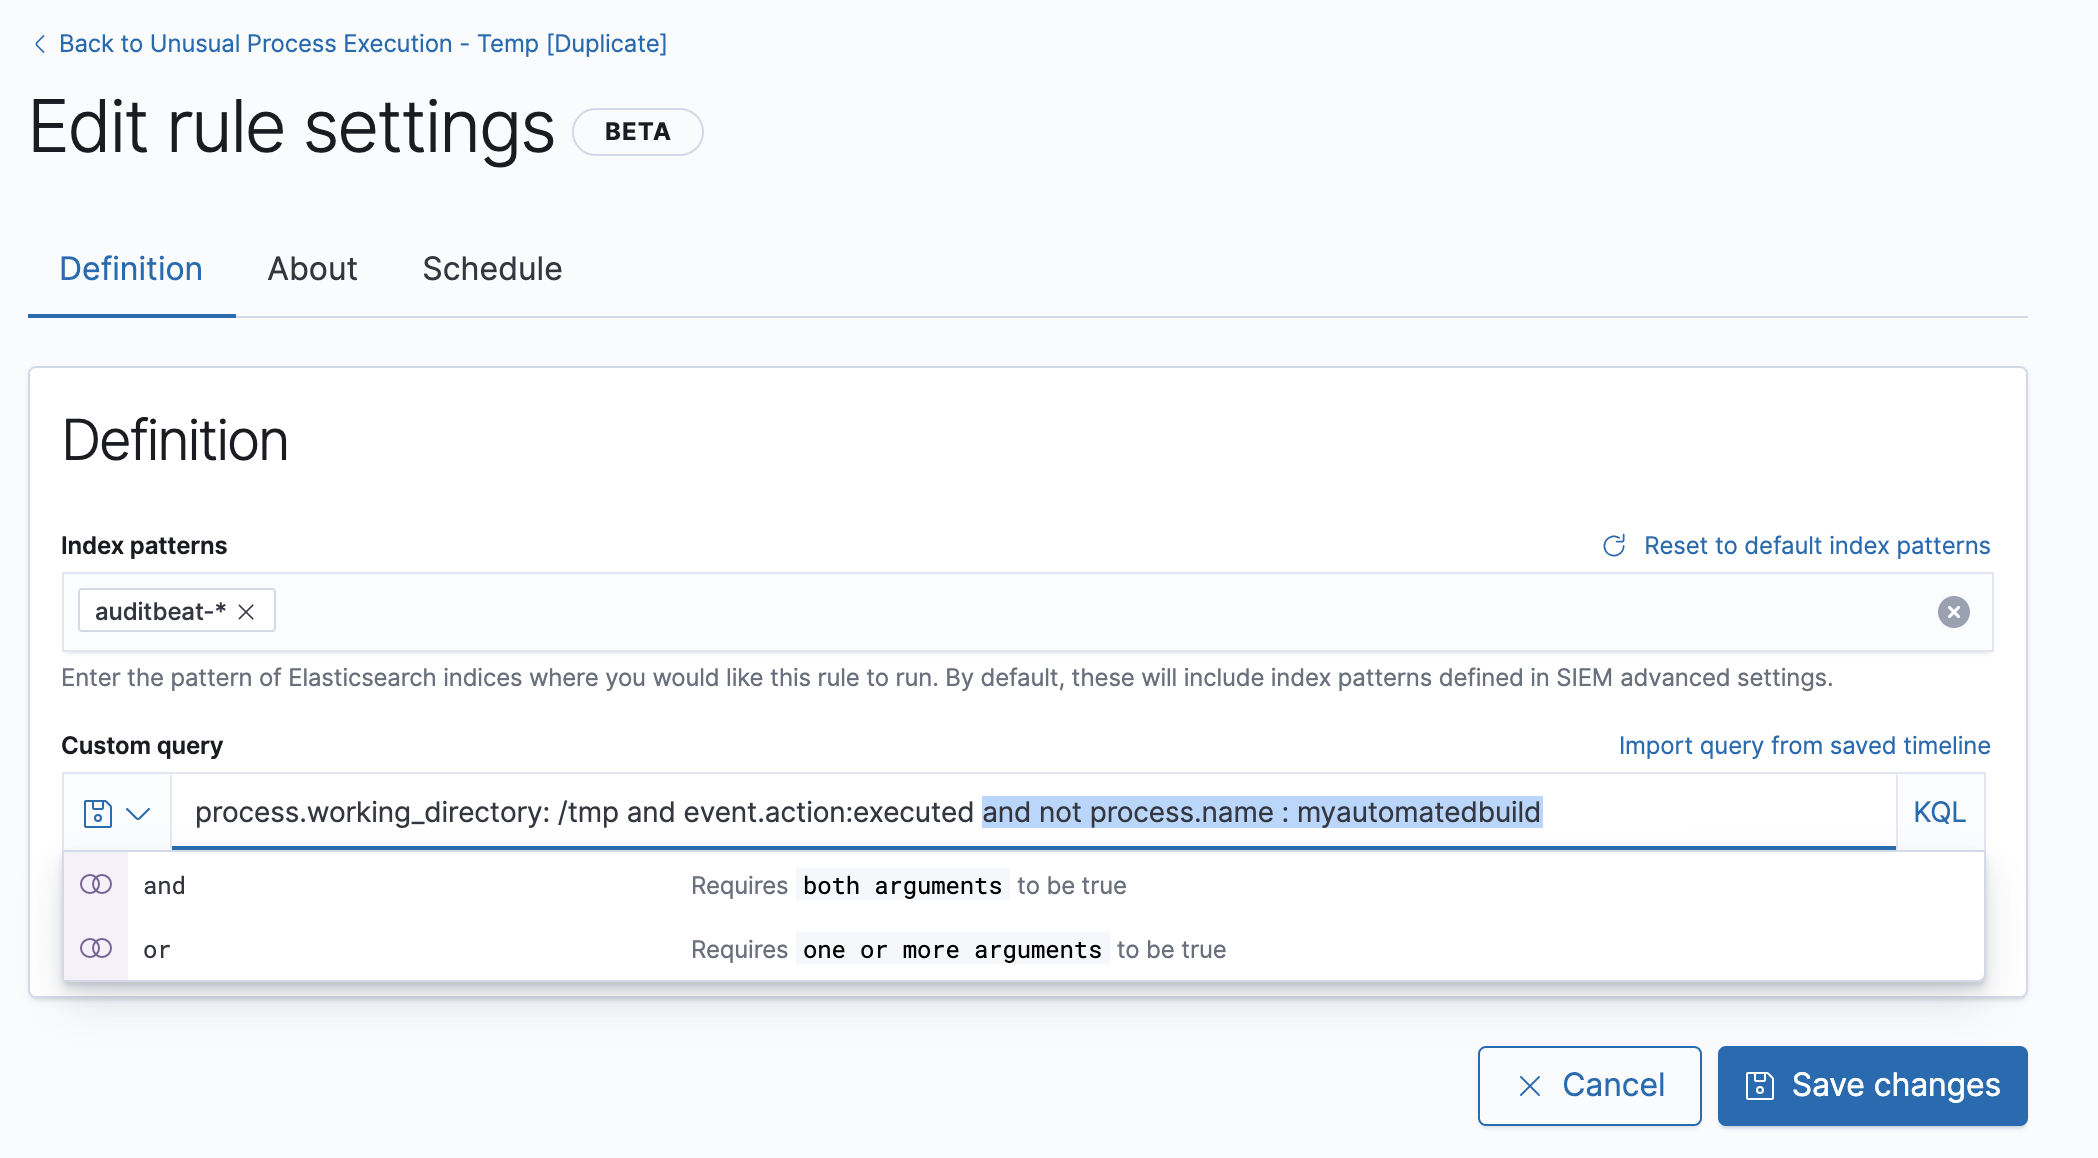 Back to Unusual Process Execution - Temp [Duplicate]
Edit rule settings BETA
Definition About Schedule
Definition
Index patterns Reset to default index patterns
auditbeat-*
Enter the pattern of Elasticsearch indices where you would like this rule to run. By default, these will include index patterns defined in SIEM advanced settings.
Custom query Import query from saved timeline
process.working_directory: /tmp and event.action:executed and not process.name : myautomatedbuild KQL
and Requires both arguments to be true
or Requires one or more arguments to be true
Cancel Save changes